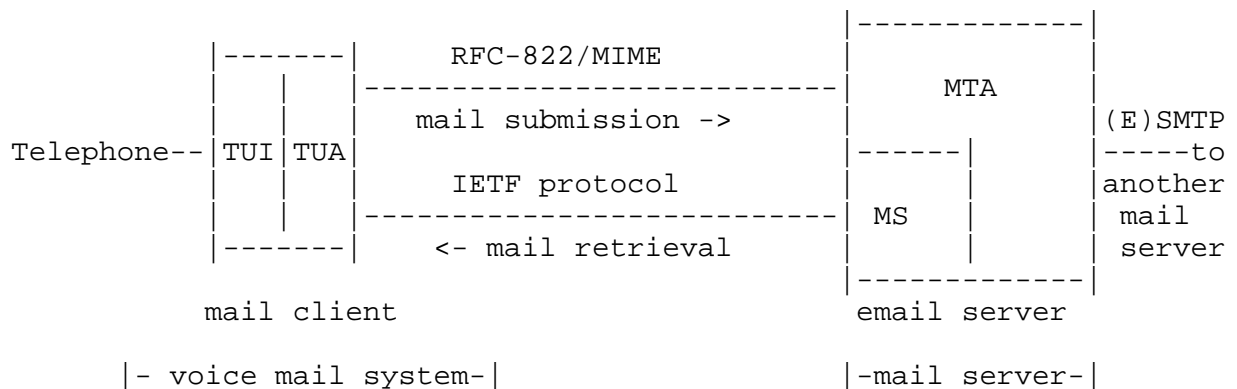 |-------------|
            |-------|    RFC-822/MIME            |             |
            |   |   |---------------------------|     MTA     |
            |   |   |   mail submission ->      |             |(E)SMTP
Telephone--|TUI|TUA|                           |------|      |-----to
            |   |   |     IETF protocol         |      |      |another
            |   |   |---------------------------| MS   |      | mail
            |-------|    <- mail retrieval      |      |      | server
                                                   |-------------|
           mail client                             email server
      |- voice mail system-|                    |-mail server-|